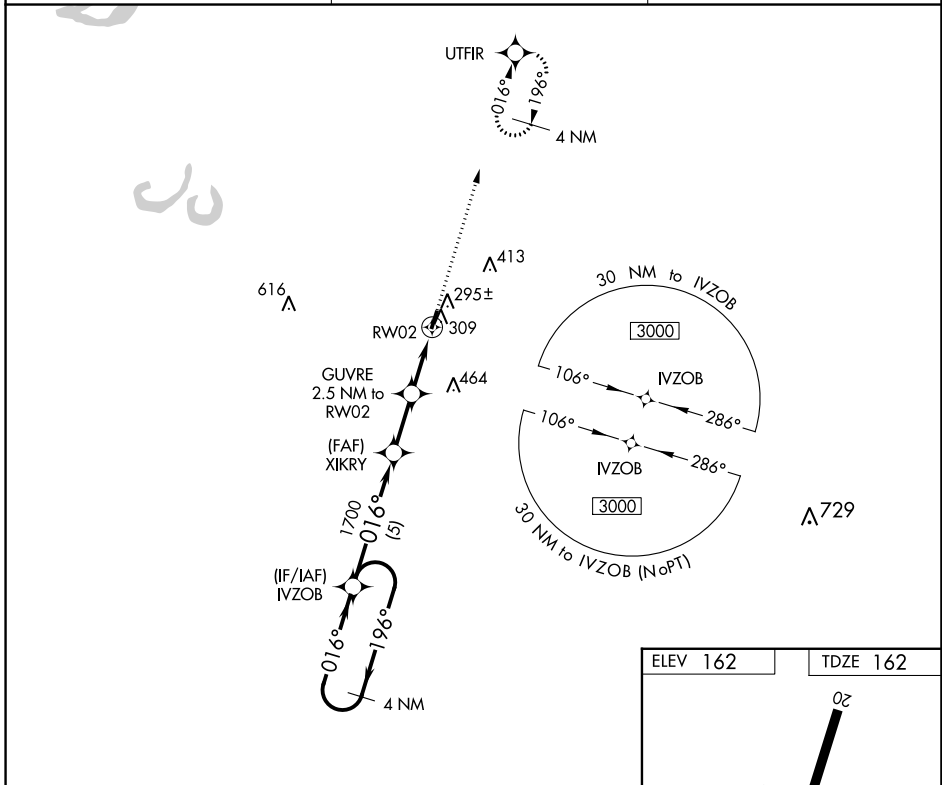 UTFIR
016°
196°
4 NM
413
616
295±
RW02
309
GUVRE
2.5 NM to
RW02
464
(FAF)
XIKRY
1700
016°
(5)
(IF/IAF)
IVZOB
016°
196°
4 NM
30 NM to IVZOB
3000
106°
IVZOB
286°
106°
IVZOB
286°
3000
30 NM to IVZOB (NoPT)
729
ELEV 162
TDZE 162
20